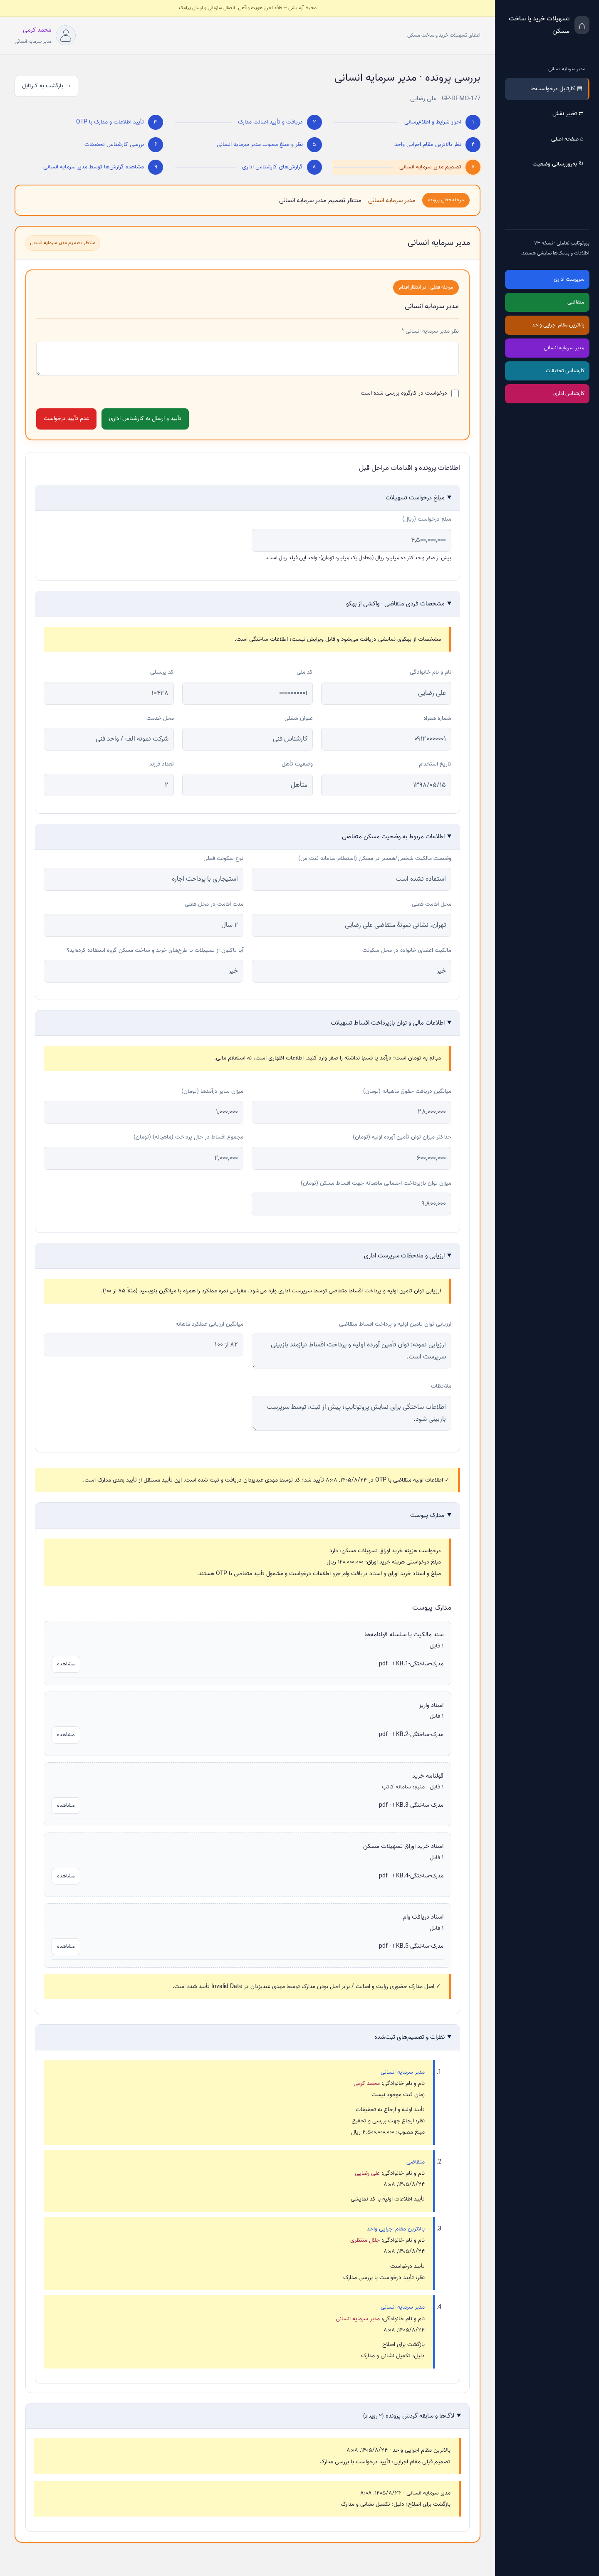 محیط آزمایشی — فاقد احراز هویت واقعی، اتصال سازمانی و ارسال پیامک
تسهیلات خرید یا ساخت مسکن
مدیر سرمایه انسانی
کارتابل درخواست‌ها
تغییر نقش
صفحه اصلی
به‌روزرسانی وضعیت
پروتوتیپ تعاملی · نسخه ۷۳
اطلاعات و پیامک‌ها نمایشی هستند.
سرپرست اداری
متقاضی
بالاترین مقام اجرایی واحد
مدیر سرمایه انسانی
کارشناس تحقیقات
کارشناس اداری
اعطای تسهیلات خرید و ساخت مسکن
محمد کرمی
مدیر سرمایه انسانی
بررسی پرونده · مدیر سرمایه انسانی
GP-DEMO-177 · علی رضایی
→ بازگشت به کارتابل
۱ احراز شرایط و اطلاع‌رسانی
۲ دریافت و تأیید اصالت مدارک
۳ تأیید اطلاعات و مدارک با OTP
۴ نظر بالاترین مقام اجرایی واحد
۵ نظر و مبلغ مصوب مدیر سرمایه انسانی
۶ بررسی کارشناس تحقیقات
۷ تصمیم مدیر سرمایه انسانی
۸ گزارش‌های کارشناس اداری
۹ مشاهده گزارش‌ها توسط مدیر سرمایه انسانی
مرحله فعلی پرونده مدیر سرمایه انسانی منتظر تصمیم مدیر سرمایه انسانی
مدیر سرمایه انسانی
منتظر تصمیم مدیر سرمایه انسانی
مرحله فعلی · در انتظار اقدام
مدیر سرمایه انسانی
نظر مدیر سرمایه انسانی *
درخواست در کارگروه بررسی شده است
تأیید و ارسال به کارشناس اداری
عدم تأیید درخواست
اطلاعات پرونده و اقدامات مراحل قبل
▼ مبلغ درخواست تسهیلات
مبلغ درخواست (ریال)
۴,۵۰۰,۰۰۰,۰۰۰
بیش از صفر و حداکثر ده میلیارد ریال (معادل یک میلیارد تومان)؛ واحد این فیلد ریال است.
▼ مشخصات فردی متقاضی · واکشی از بهکو
مشخصات از بهکوی نمایشی دریافت می‌شود و قابل ویرایش نیست؛ اطلاعات ساختگی است.
نام و نام خانوادگی
علی رضایی
کد ملی
۰۰۰۰۰۰۰۰۰۱
کد پرسنلی
۱۰۴۲۸
شماره همراه
۰۹۱۲۰۰۰۰۰۰۱
عنوان شغلی
کارشناس فنی
محل خدمت
شرکت نمونه الف / واحد فنی
تاریخ استخدام
۱۳۹۸/۰۵/۱۵
وضعیت تأهل
متأهل
تعداد فرزند
۲
▼ اطلاعات مربوط به وضعیت مسکن متقاضی
وضعیت مالکیت شخص/همسر در مسکن (استعلام سامانه ثبت من)
استفاده نشده است
نوع سکونت فعلی
استیجاری با پرداخت اجاره
محل اقامت فعلی
تهران، نشانی نمونهٔ متقاضی علی رضایی
مدت اقامت در محل فعلی
۲ سال
مالکیت اعضای خانواده در محل سکونت
خیر
آیا تاکنون از تسهیلات یا طرح‌های خرید و ساخت مسکن گروه استفاده کرده‌اید؟
خیر
▼ اطلاعات مالی و توان بازپرداخت اقساط تسهیلات
مبالغ به تومان است؛ درآمد یا قسطِ نداشته را صفر وارد کنید. اطلاعات اظهاری است، نه استعلام مالی.
میانگین دریافت حقوق ماهیانه (تومان)
۲۸,۰۰۰,۰۰۰
میزان سایر درآمدها (تومان)
۱,۰۰۰,۰۰۰
حداکثر میزان توان تأمین آورده اولیه (تومان)
۶۰۰,۰۰۰,۰۰۰
مجموع اقساط در حال پرداخت (ماهیانه) (تومان)
۲,۰۰۰,۰۰۰
میزان توان بازپرداخت احتمالی ماهیانه جهت اقساط مسکن (تومان)
۹,۸۰۰,۰۰۰
▼ ارزیابی و ملاحظات سرپرست اداری
ارزیابی توان تامین اولیه و پرداخت اقساط متقاضی توسط سرپرست اداری وارد می‌شود. مقیاس نمره عملکرد را همراه با میانگین بنویسید (مثلاً ۸۵ از ۱۰۰).
ارزیابی توان تامین اولیه و پرداخت اقساط متقاضی
ارزیابی نمونه: توان تأمین آورده اولیه و پرداخت اقساط نیازمند بازبینی سرپرست است.
میانگین ارزیابی عملکرد ماهانه
۸۲ از ۱۰۰
ملاحظات
اطلاعات ساختگی برای نمایش پروتوتایپ؛ پیش از ثبت، توسط سرپرست بازبینی شود.
✓ اطلاعات اولیه متقاضی با OTP در ۱۴۰۵/۸/۲۴, ۸:۰۸ تأیید شد؛ کد توسط مهدی عبدیزدان دریافت و ثبت شده است. این تأیید مستقل از تأیید بعدی مدارک است.
▼ مدارک پیوست
درخواست هزینه خرید اوراق تسهیلات مسکن: دارد
مبلغ درخواستی هزینه خرید اوراق: ۱۲۰,۰۰۰,۰۰۰ ریال
مبلغ و اسناد خرید اوراق و اسناد دریافت وام جزو اطلاعات درخواست و مشمول تأیید متقاضی با OTP هستند.
مدارک پیوست
سند مالکیت یا سلسله قولنامه‌ها
۱ فایل
مدرک-ساختگی-1.pdf · ۱ KB
مشاهده
اسناد واریز
۱ فایل
مدرک-ساختگی-2.pdf · ۱ KB
مشاهده
قولنامه خرید
۱ فایل · منبع: سامانه کاتب
مدرک-ساختگی-3.pdf · ۱ KB
مشاهده
اسناد خرید اوراق تسهیلات مسکن
۱ فایل
مدرک-ساختگی-4.pdf · ۱ KB
مشاهده
اسناد دریافت وام
۱ فایل
مدرک-ساختگی-5.pdf · ۱ KB
مشاهده
✓ اصل مدارک حضوری رؤیت و اصالت / برابر اصل بودن مدارک توسط مهدی عبدیزدان در Invalid Date تأیید شده است.
▼ نظرات و تصمیم‌های ثبت‌شده
1. مدیر سرمایه انسانی
نام و نام خانوادگی: محمد کرمی
زمان ثبت موجود نیست
تأیید اولیه و ارجاع به تحقیقات
نظر: ارجاع جهت بررسی و تحقیق
مبلغ مصوب: ۴,۵۰۰,۰۰۰,۰۰۰ ریال
2. متقاضی
نام و نام خانوادگی: علی رضایی
۱۴۰۵/۸/۲۴, ۸:۰۸
تأیید اطلاعات اولیه با کد نمایشی
3. بالاترین مقام اجرایی واحد
نام و نام خانوادگی: جلال منتظری
۱۴۰۵/۸/۲۴, ۸:۰۸
تأیید درخواست
نظر: تأیید درخواست با بررسی مدارک
4. مدیر سرمایه انسانی
نام و نام خانوادگی: مدیر سرمایه انسانی
۱۴۰۵/۸/۲۴, ۸:۰۸
بازگشت برای اصلاح
دلیل: تکمیل نشانی و مدارک
▼ لاگ‌ها و سابقه گردش پرونده (۲ رویداد)
بالاترین مقام اجرایی واحد · ۱۴۰۵/۸/۲۴, ۸:۰۸
تصمیم قبلی مقام اجرایی: تأیید درخواست با بررسی مدارک
مدیر سرمایه انسانی · ۱۴۰۵/۸/۲۴, ۸:۰۸
بازگشت برای اصلاح؛ دلیل: تکمیل نشانی و مدارک